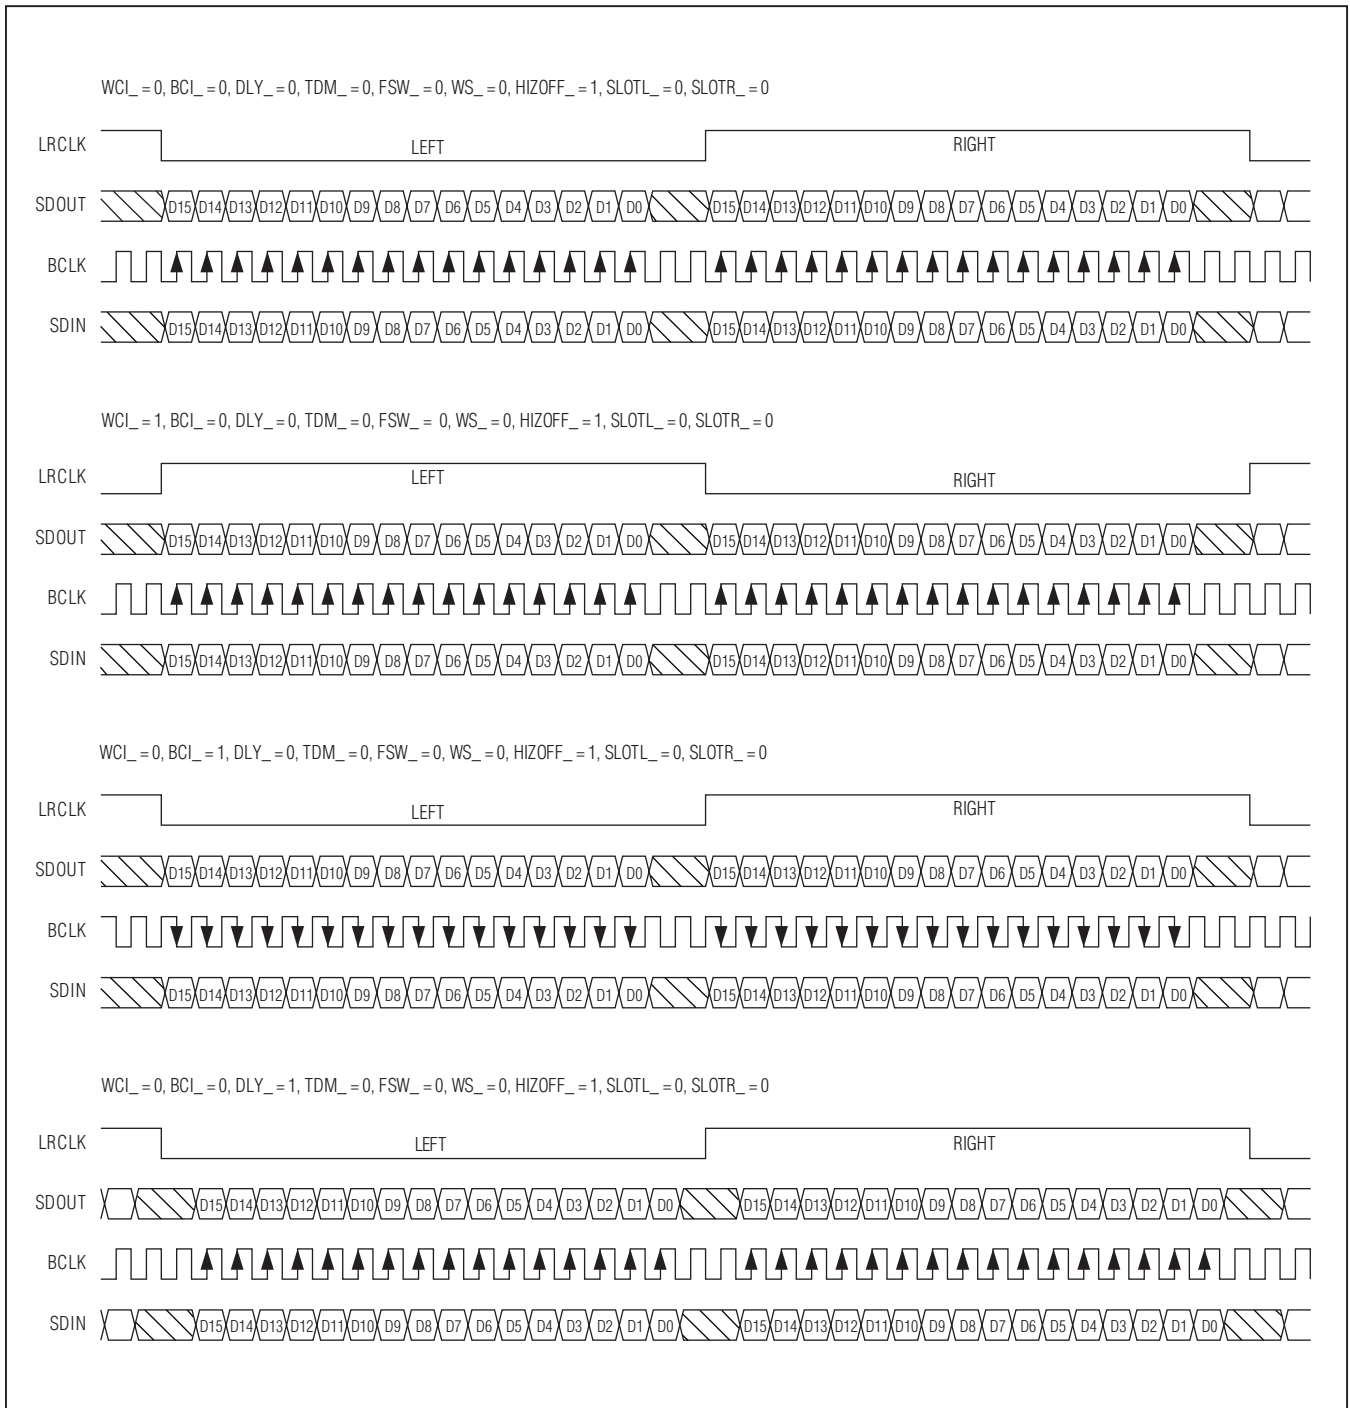 WCI_ = 0, BCI_ = 0, DLY_ = 0, TDM_ = 0, FSW_ = 0, WS_ = 0, HIZOFF_ = 1, SLOTL_ = 0, SLOTR_ = 0
LRCLK LEFT RIGHT
SDOUT D15 D14 D13 D12 D11 D10 D9 D8 D7 D6 D5 D4 D3 D2 D1 D0 D15 D14 D13 D12 D11 D10 D9 D8 D7 D6 D5 D4 D3 D2 D1 D0
BCLK
SDIN D15 D14 D13 D12 D11 D10 D9 D8 D7 D6 D5 D4 D3 D2 D1 D0 D15 D14 D13 D12 D11 D10 D9 D8 D7 D6 D5 D4 D3 D2 D1 D0
WCI_ = 1, BCI_ = 0, DLY_ = 0, TDM_ = 0, FSW_ = 0, WS_ = 0, HIZOFF_ = 1, SLOTL_ = 0, SLOTR_ = 0
LRCLK LEFT RIGHT
SDOUT D15 D14 D13 D12 D11 D10 D9 D8 D7 D6 D5 D4 D3 D2 D1 D0 D15 D14 D13 D12 D11 D10 D9 D8 D7 D6 D5 D4 D3 D2 D1 D0
BCLK
SDIN D15 D14 D13 D12 D11 D10 D9 D8 D7 D6 D5 D4 D3 D2 D1 D0 D15 D14 D13 D12 D11 D10 D9 D8 D7 D6 D5 D4 D3 D2 D1 D0
WCI_ = 0, BCI_ = 1, DLY_ = 0, TDM_ = 0, FSW_ = 0, WS_ = 0, HIZOFF_ = 1, SLOTL_ = 0, SLOTR_ = 0
LRCLK LEFT RIGHT
SDOUT D15 D14 D13 D12 D11 D10 D9 D8 D7 D6 D5 D4 D3 D2 D1 D0 D15 D14 D13 D12 D11 D10 D9 D8 D7 D6 D5 D4 D3 D2 D1 D0
BCLK
SDIN D15 D14 D13 D12 D11 D10 D9 D8 D7 D6 D5 D4 D3 D2 D1 D0 D15 D14 D13 D12 D11 D10 D9 D8 D7 D6 D5 D4 D3 D2 D1 D0
WCI_ = 0, BCI_ = 0, DLY_ = 1, TDM_ = 0, FSW_ = 0, WS_ = 0, HIZOFF_ = 1, SLOTL_ = 0, SLOTR_ = 0
LRCLK LEFT RIGHT
SDOUT D15 D14 D13 D12 D11 D10 D9 D8 D7 D6 D5 D4 D3 D2 D1 D0 D15 D14 D13 D12 D11 D10 D9 D8 D7 D6 D5 D4 D3 D2 D1 D0
BCLK
SDIN D15 D14 D13 D12 D11 D10 D9 D8 D7 D6 D5 D4 D3 D2 D1 D0 D15 D14 D13 D12 D11 D10 D9 D8 D7 D6 D5 D4 D3 D2 D1 D0